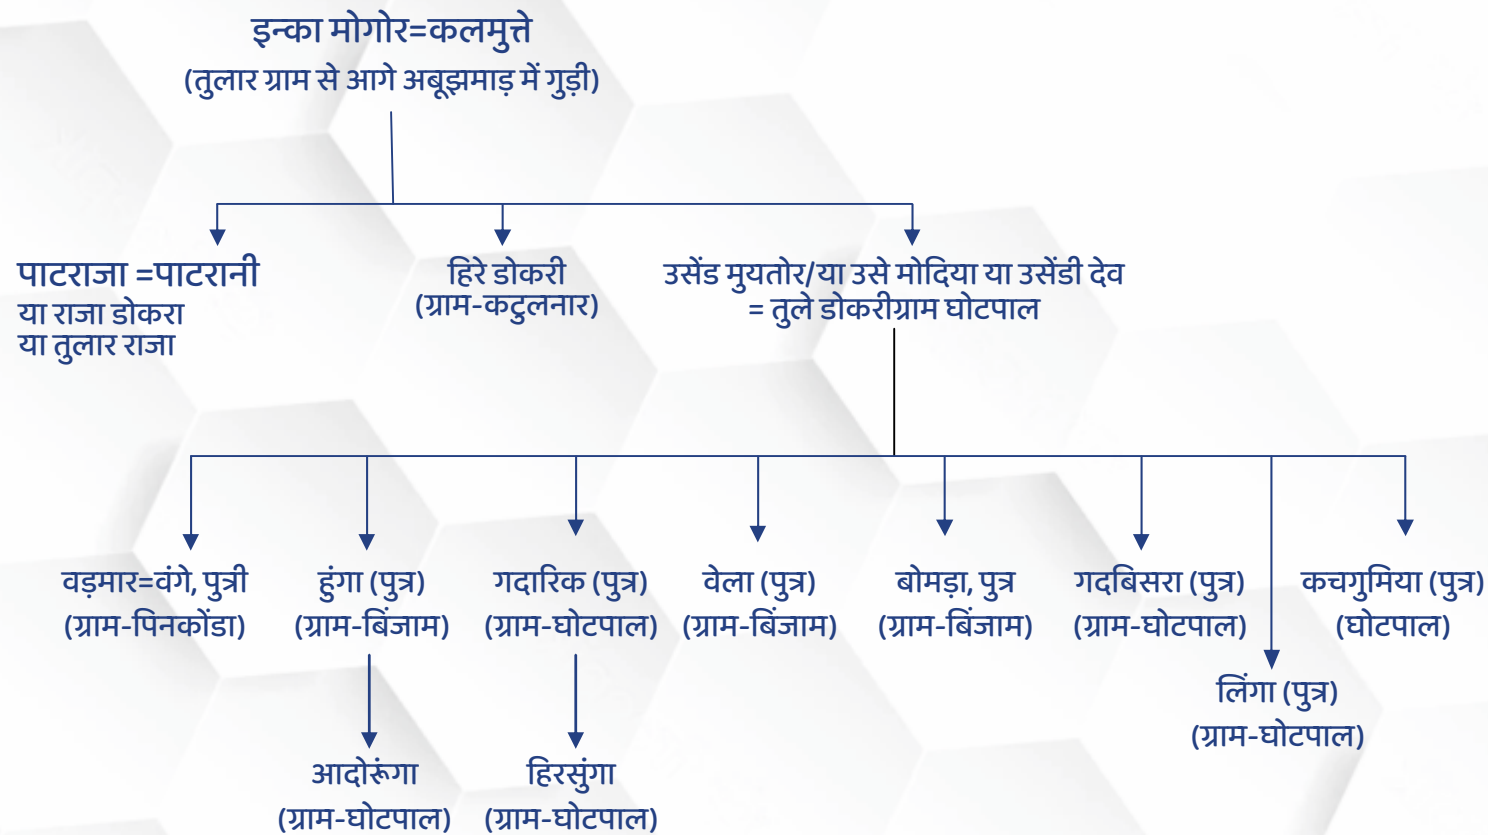 इन्का मोगोर=कलमुत्ते
(तुलार ग्राम से आगे अबूझमाड़ में गुड़ी)
पाटराजा =पाटरानी
या राजा डोकरा
या तुलार राजा
हिरे डोकरी
(ग्राम-कटुलनार)
उसेंड मुयतोर/या उसे मोदिया या उसेंडी देव
= तुले डोकरीग्राम घोटपाल
वड़मार=वंगे, पुत्री
(ग्राम-पिनकोंडा)
हुंगा (पुत्र)
(ग्राम-बिंजाम)
गदारिक (पुत्र)
(ग्राम-घोटपाल)
वेला (पुत्र)
(ग्राम-बिंजाम)
बोमड़ा, पुत्र
(ग्राम-बिंजाम)
गदबिसरा (पुत्र)
(ग्राम-घोटपाल)
कचगुमिया (पुत्र)
(घोटपाल)
लिंगा (पुत्र)
(ग्राम-घोटपाल)
आदोरूंगा
(ग्राम-घोटपाल)
हिरसुंगा
(ग्राम-घोटपाल)